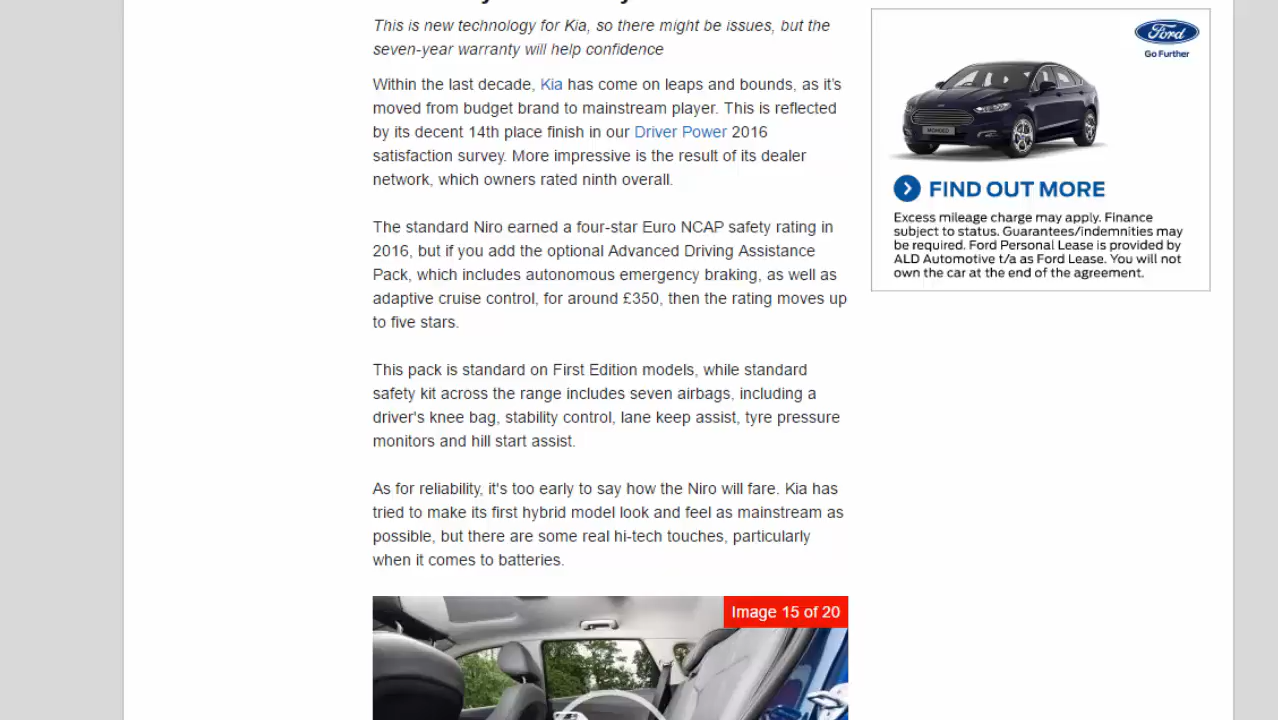 This is new technology for Kia, so there might be issues, but the
seven-year warranty will help confidence
Within the last decade, Kia has come on leaps and bounds, as it's
moved from budget brand to mainstream player. This is reflected
by its decent 14th place finish in our Driver Power 2016
satisfaction survey. More impressive is the result of its dealer
network, which owners rated ninth overall.
The standard Niro earned a four-star Euro NCAP safety rating in
2016, but if you add the optional Advanced Driving Assistance
Pack, which includes autonomous emergency braking, as well as
adaptive cruise control, for around £350, then the rating moves up
to five stars.
This pack is standard on First Edition models, while standard
safety kit across the range includes seven airbags, including a
driver's knee bag, stability control, lane keep assist, tyre pressure
monitors and hill start assist.
As for reliability, it's too early to say how the Niro will fare. Kia has
tried to make its first hybrid model look and feel as mainstream as
possible, but there are some real hi-tech touches, particularly
when it comes to batteries.
Image 15 of 20
Ford
Go Further
MONDEO
FIND OUT MORE
Excess mileage charge may apply. Finance
subject to status. Guarantees/indemnities may
be required. Ford Personal Lease is provided by
ALD Automotive t/a as Ford Lease. You will not
own the car at the end of the agreement.